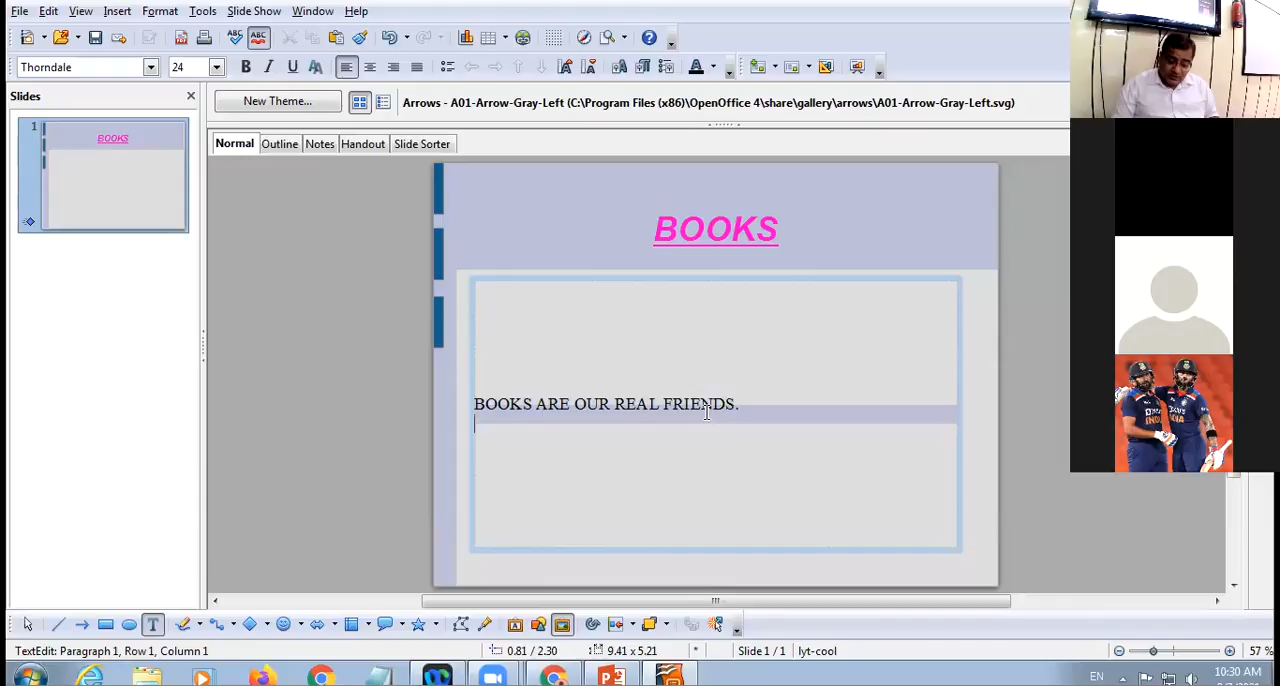 File Edit View Insert Format Tools Slide Show Window Help
Thorndale 24
Slides
New Theme... Arrows - A01-Arrow-Gray-Left (C:\Program Files (x86)\OpenOffice 4\share\gallery\arrows\A01-Arrow-Gray-Left.svg)
Normal Outline Notes Handout Slide Sorter
1
BOOKS
BOOKS
BOOKS ARE OUR REAL FRIENDS.
TextEdit: Paragraph 1, Row 1, Column 1 0.81 / 2.30 9.41 x 5.21 * Slide 1 / 1 lyt-cool 57 %
EN 10:30 AM